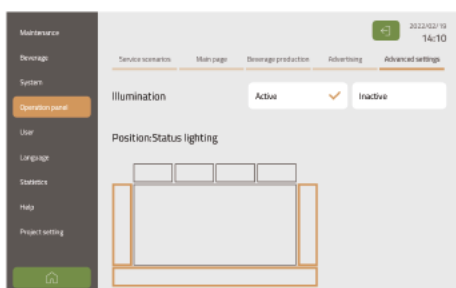 2022/02/19
14:10
Maintenance
Beverage
System
Operation panel
User
Language
Statistics
Help
Project setting
Service scenarios Main page Beverage production Advertising Advanced settings
Illumination Active Inactive
Position:Status lighting